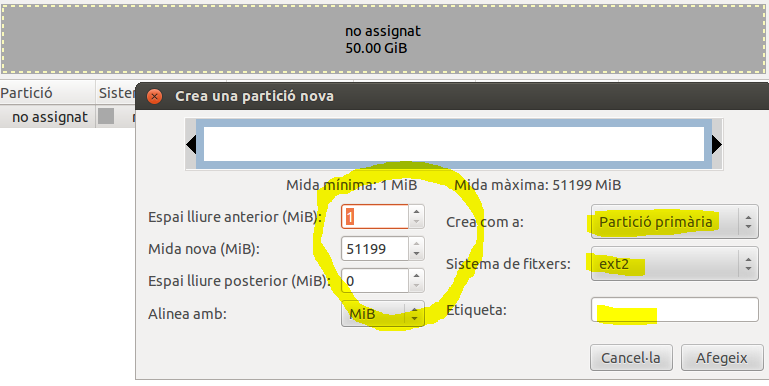 no assignat
50.00 GiB
Partició
no assignat
Crea una partició nova
Mida mínima: 1 MiB Mida màxima: 51199 MiB
Espai lliure anterior (MiB): 1
Crea com a: Partició primària
Mida nova (MiB): 51199
Sistema de fitxers: ext2
Espai lliure posterior (MiB): 0
Alinea amb: MiB
Etiqueta:
Cancel·la Afegeix